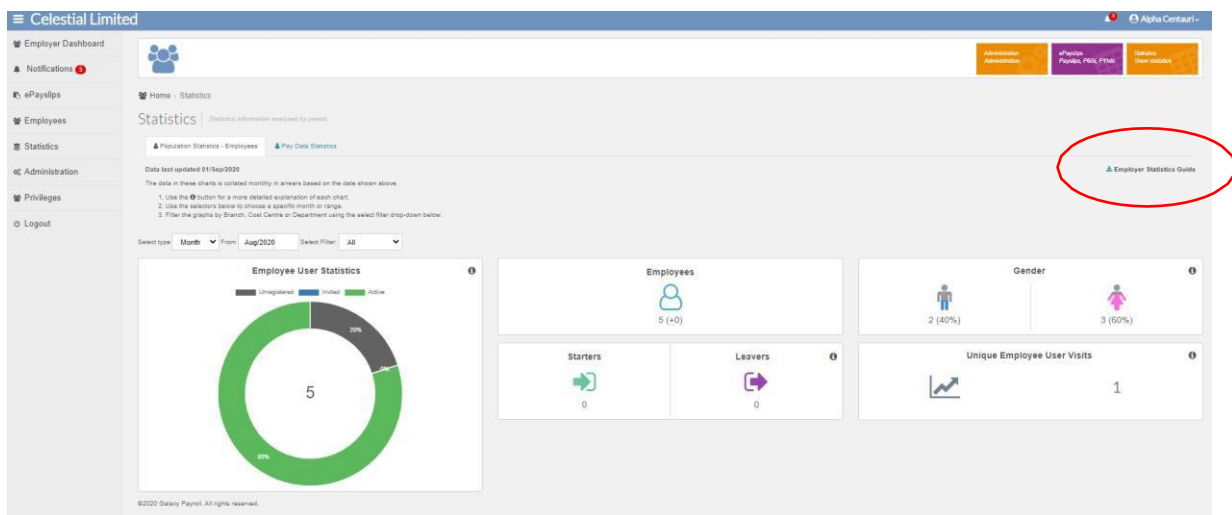 Celestial Limited
3
Alpha Centauri
Employer Dashboard
Notifications 3
ePayslips
Employees
Statistics
Administration
Privileges
Logout
Administration
Administration
ePayslips
Payslips, P60s, P11ds
Statistics
Show statistics
Home > Statistics
Statistics | Statistics information analysed by period
Population Statistics - Employees
Pay Data Statistics
Data last updated 01/Sep/2020
Employer Statistics Guide
The data in these charts is collated monthly in arrears based on the date shown above.
1. Use the button for a more detailed explanation of each chart.
2. Use the selectors below to choose a specific month or range.
3. Filter the graphs by Branch, Cost Centre or Department using the select filter drop-down below.
Select type Month From Aug/2020 Select Filter: All
Employee User Statistics
Unregistered Invited Active
20%
0%
5
80%
Employees
5 (+0)
Gender
2 (40%)
3 (60%)
Starters
0
Leavers
0
Unique Employee User Visits
1
©2020 Galaxy Payroll. All rights reserved.